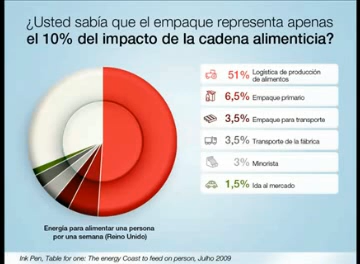 ¿Usted sabía que el empaque representa apenas
el 10% del impacto de la cadena alimenticia?
51% Logística de producción
de alimentos
6,5% Empaque primario
3,5% Empaque para transporte
3,5% Transporte de la fábrica
3% Minorista
1,5% Ida al mercado
Energía para alimentar una persona
por una semana (Reino Unido)
Ink Pen, Table for one: The energy Coast to feed on person, Julho 2009